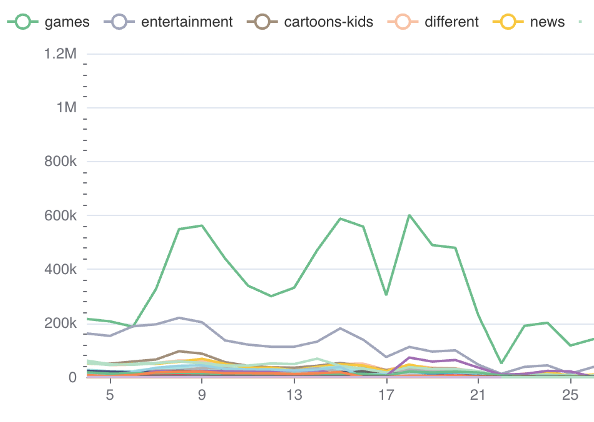 games entertainment cartoons-kids different news
1.2M
1M
800k
600k
400k
200k
0
5 9 13 17 21 25